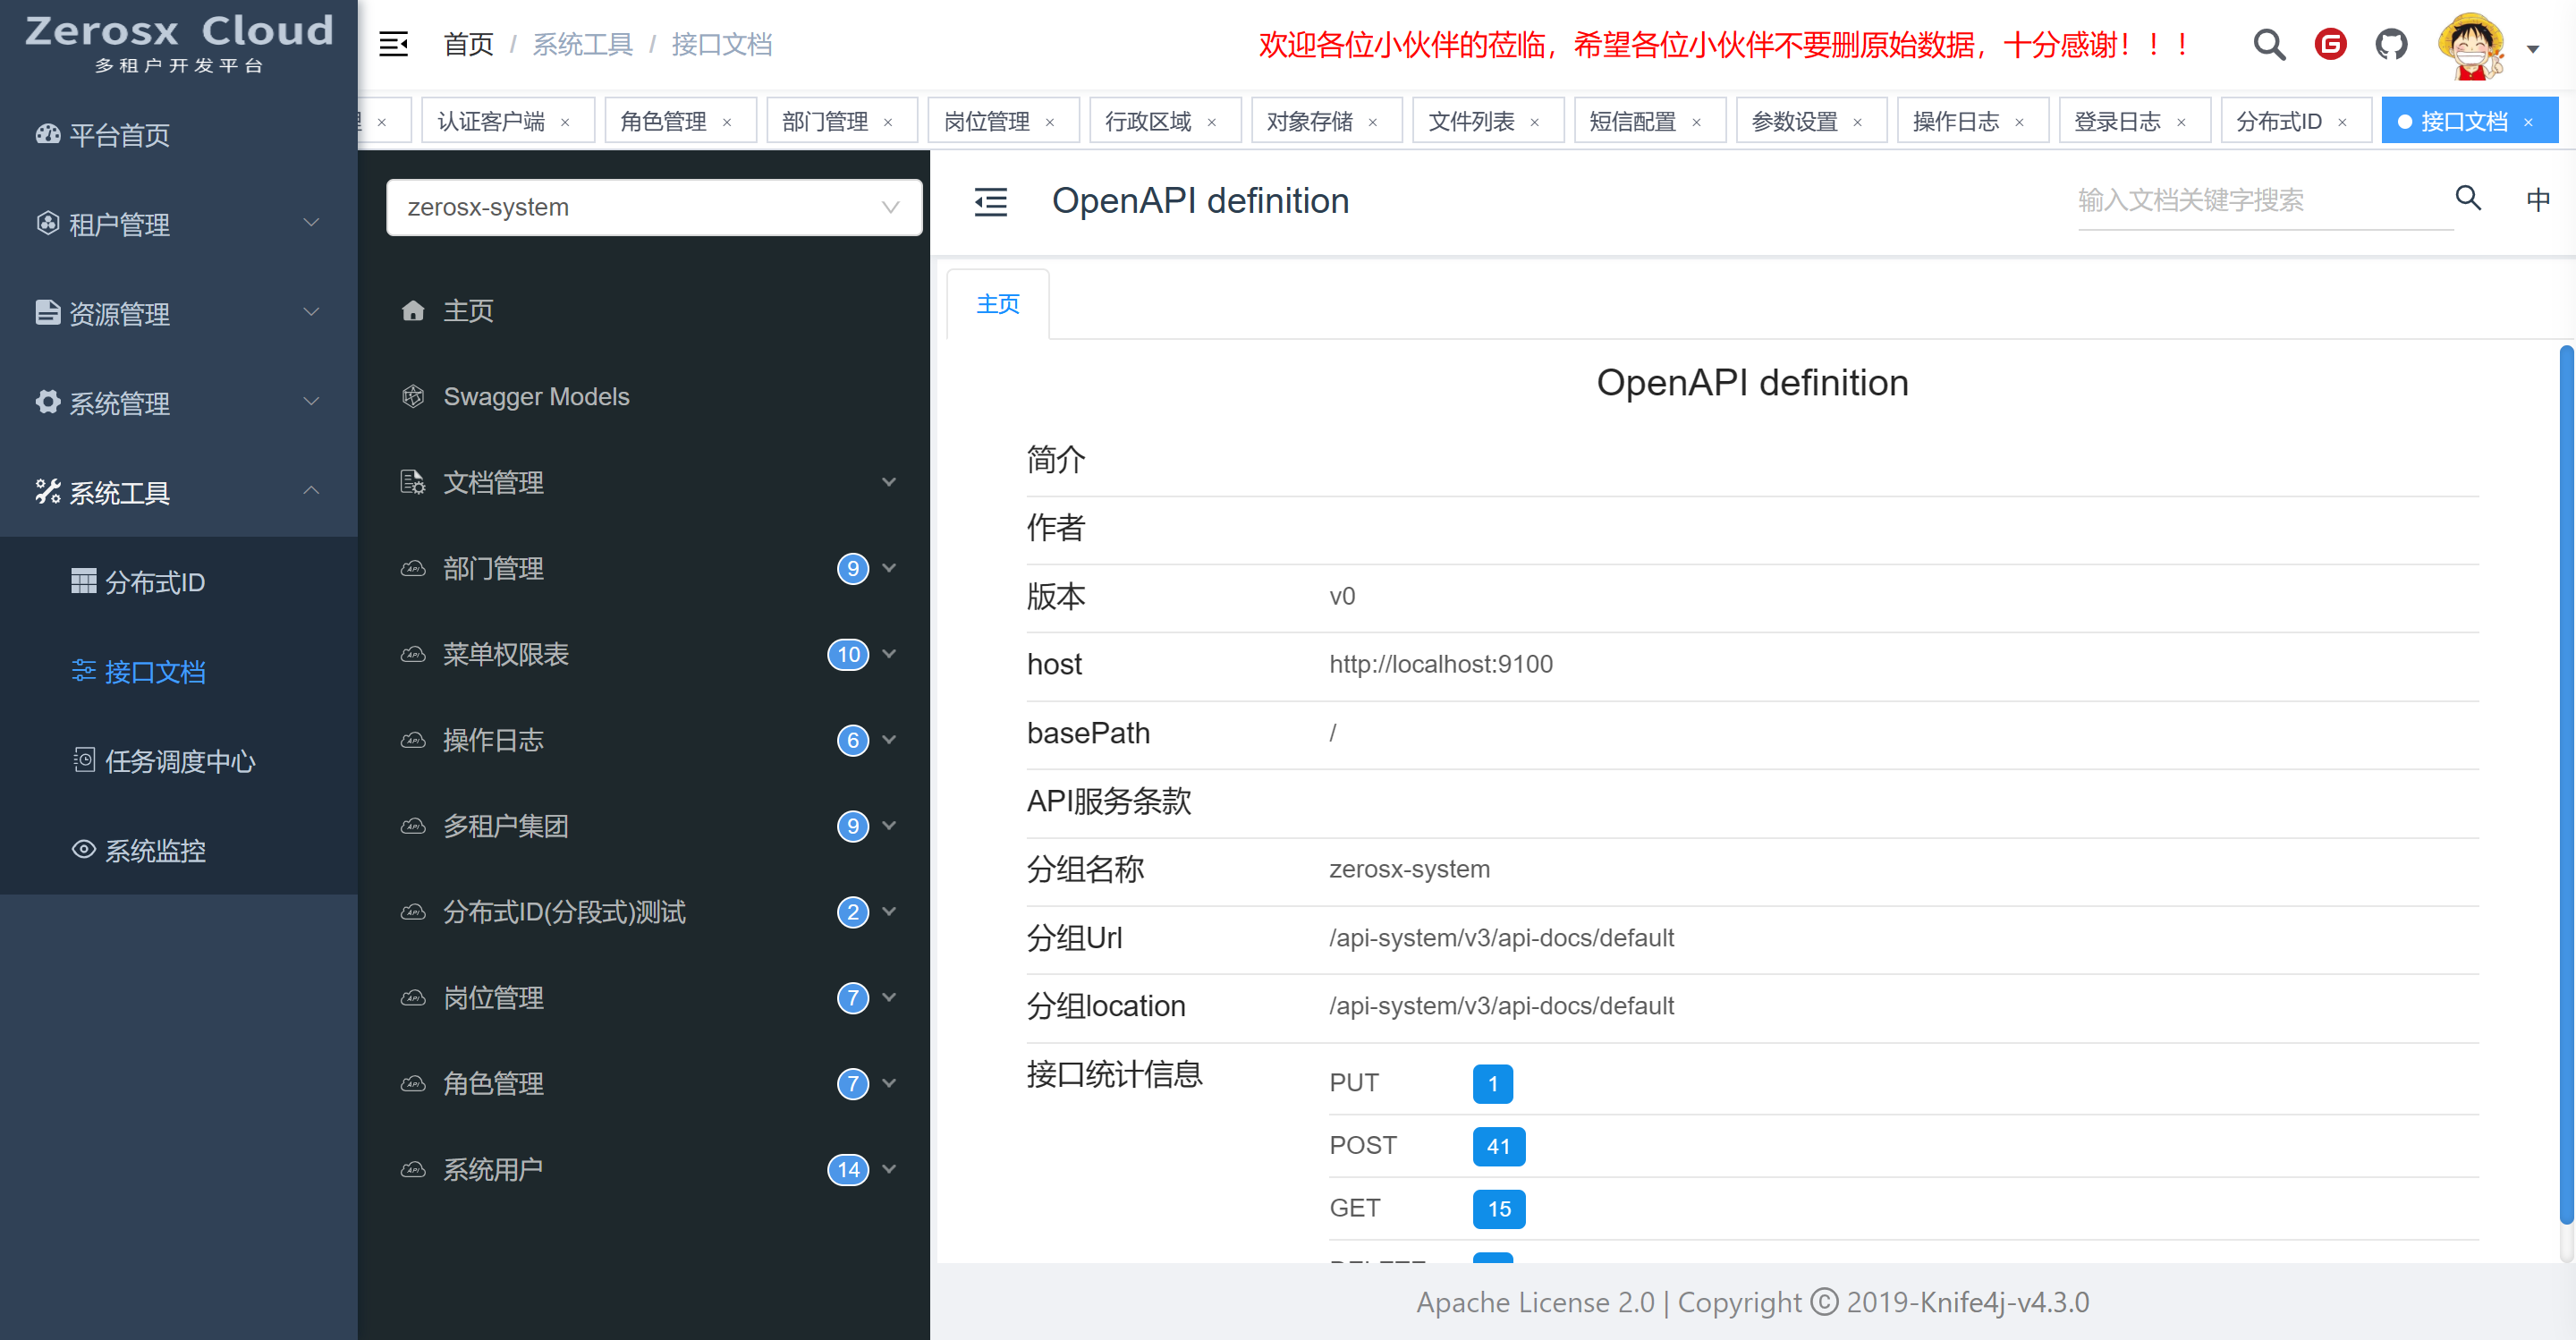 Zerosx Cloud
多租户开发平台
平台首页
租户管理
资源管理
系统管理
系统工具
分布式ID
接口文档
任务调度中心
系统监控
首页 / 系统工具 / 接口文档
欢迎各位小伙伴的莅临，希望各位小伙伴不要删原始数据，十分感谢！！！
认证客户端 ×
角色管理 ×
部门管理 ×
岗位管理 ×
行政区域 ×
对象存储 ×
文件列表 ×
短信配置 ×
参数设置 ×
操作日志 ×
登录日志 ×
分布式ID ×
接口文档 ×
zerosx-system
主页
Swagger Models
文档管理
部门管理 9
菜单权限表 10
操作日志 6
多租户集团 9
分布式ID(分段式)测试 2
岗位管理 7
角色管理 7
系统用户 14
OpenAPI definition
输入文档关键字搜索
中
主页
OpenAPI definition
简介
作者
版本 v0
host http://localhost:9100
basePath /
API服务条款
分组名称 zerosx-system
分组Url /api-system/v3/api-docs/default
分组location /api-system/v3/api-docs/default
接口统计信息 PUT 1
POST 41
GET 15
Apache License 2.0 | Copyright © 2019-Knife4j-v4.3.0